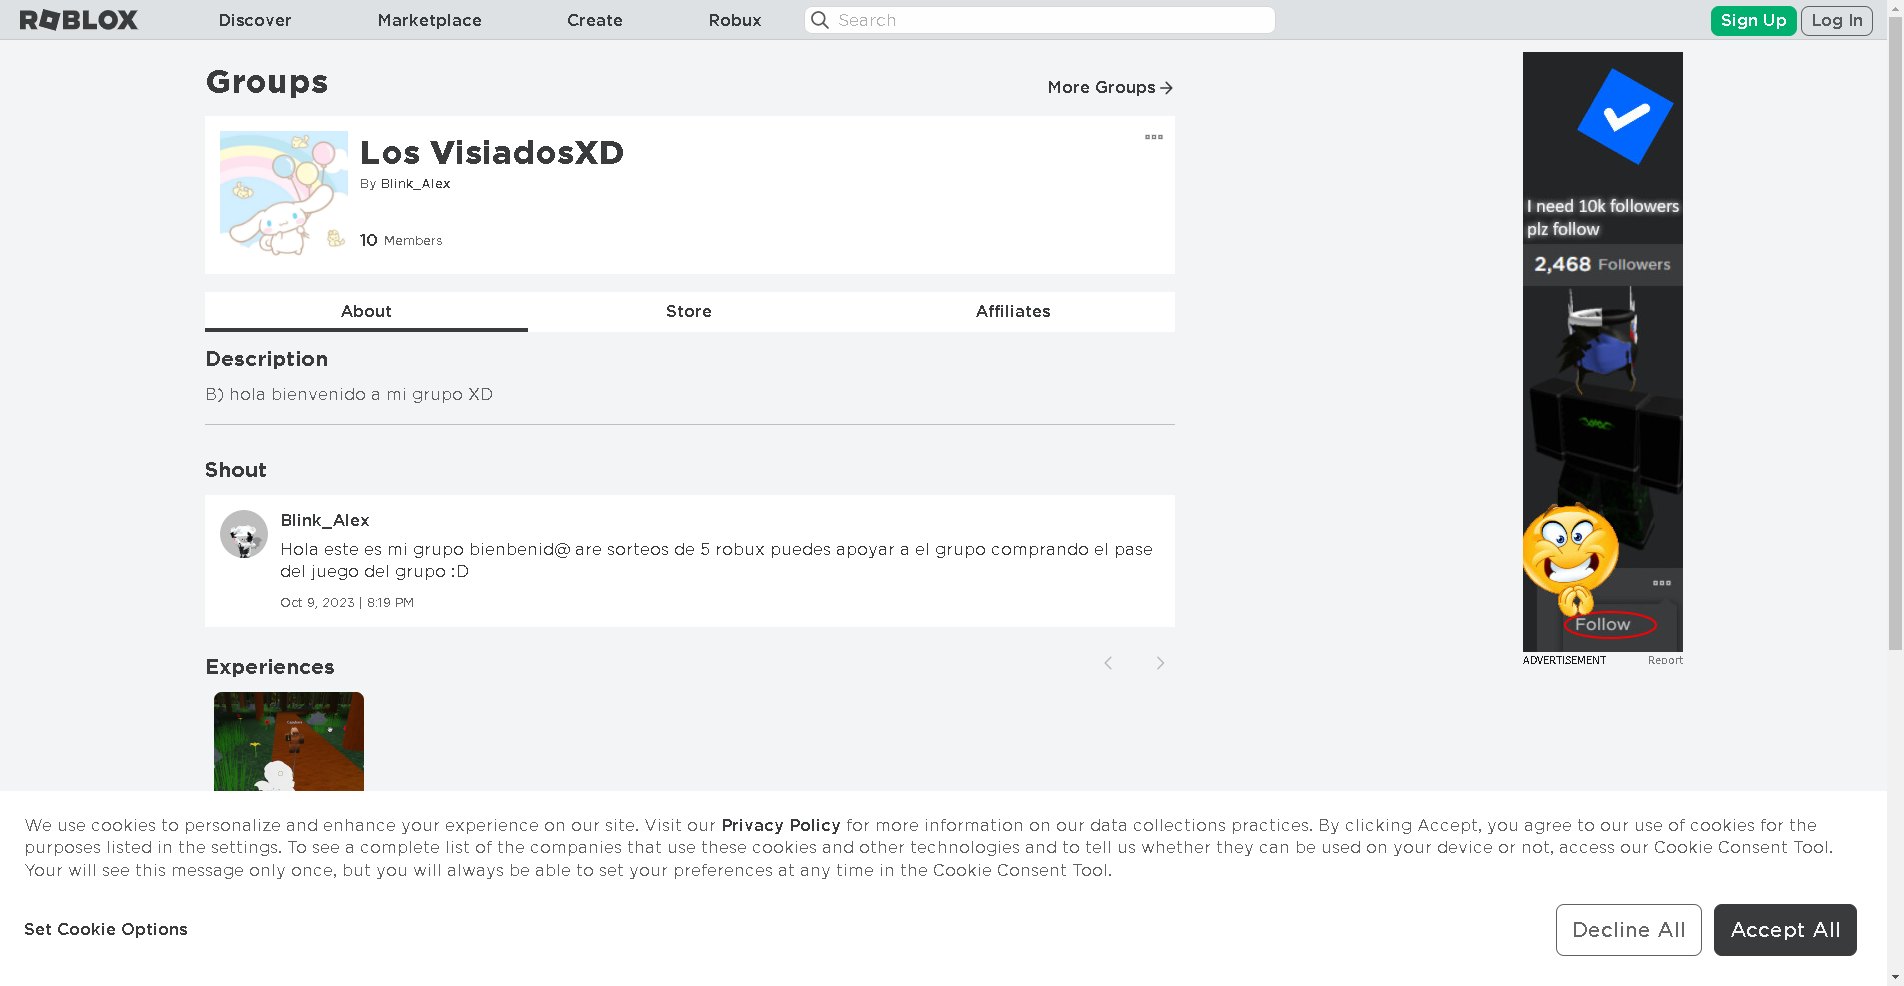 ROBLOX Discover Marketplace Create Robux Search Sign Up Log In
Groups
More Groups
Los VisiadosXD
By Blink_Alex
10 Members
About Store Affiliates
Description
B) hola bienvenido a mi grupo XD
Shout
Blink_Alex
Hola este es mi grupo bienbenid@ are sorteos de 5 robux puedes apoyar a el grupo comprando el pase
del juego del grupo :D
Oct 9, 2023 | 8:19 PM
Experiences
I need 10k followers
plz follow
2,468 Followers
Follow
ADVERTISEMENT Report
We use cookies to personalize and enhance your experience on our site. Visit our Privacy Policy for more information on our data collections practices. By clicking Accept, you agree to our use of cookies for the
purposes listed in the settings. To see a complete list of the companies that use these cookies and other technologies and to tell us whether they can be used on your device or not, access our Cookie Consent Tool.
Your will see this message only once, but you will always be able to set your preferences at any time in the Cookie Consent Tool.
Set Cookie Options
Decline All Accept All